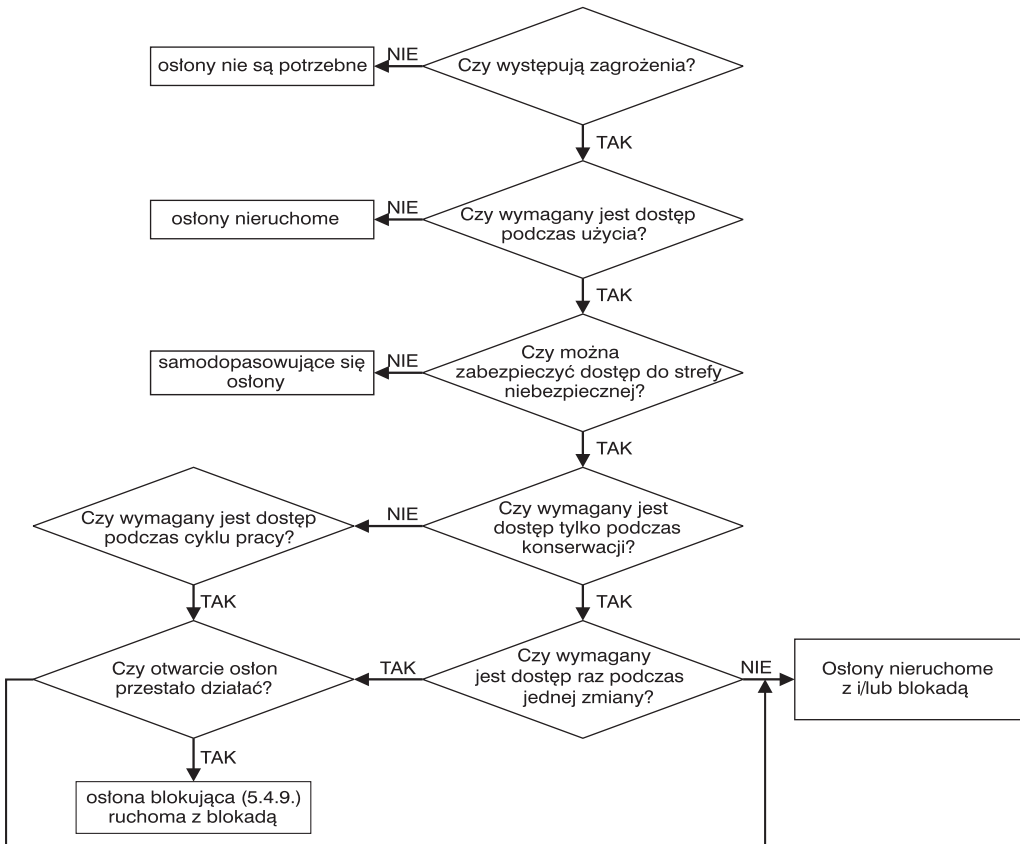 Czy występują zagrożenia?
NIE
osłony nie są potrzebne
TAK
Czy wymagany jest dostęp
podczas użycia?
NIE
osłony nieruchome
TAK
Czy można
zabezpieczyć dostęp do strefy
niebezpiecznej?
NIE
samodopasowujące się
osłony
TAK
Czy wymagany jest
dostęp tylko podczas
konserwacji?
NIE
Czy wymagany jest dostęp
podczas cyklu pracy?
TAK
TAK
Czy otwarcie osłon
przestało działać?
TAK
Czy wymagany
jest dostęp raz podczas
jednej zmiany?
NIE
Osłony nieruchome
z i/lub blokadą
TAK
osłona blokująca (5.4.9.)
ruchoma z blokadą